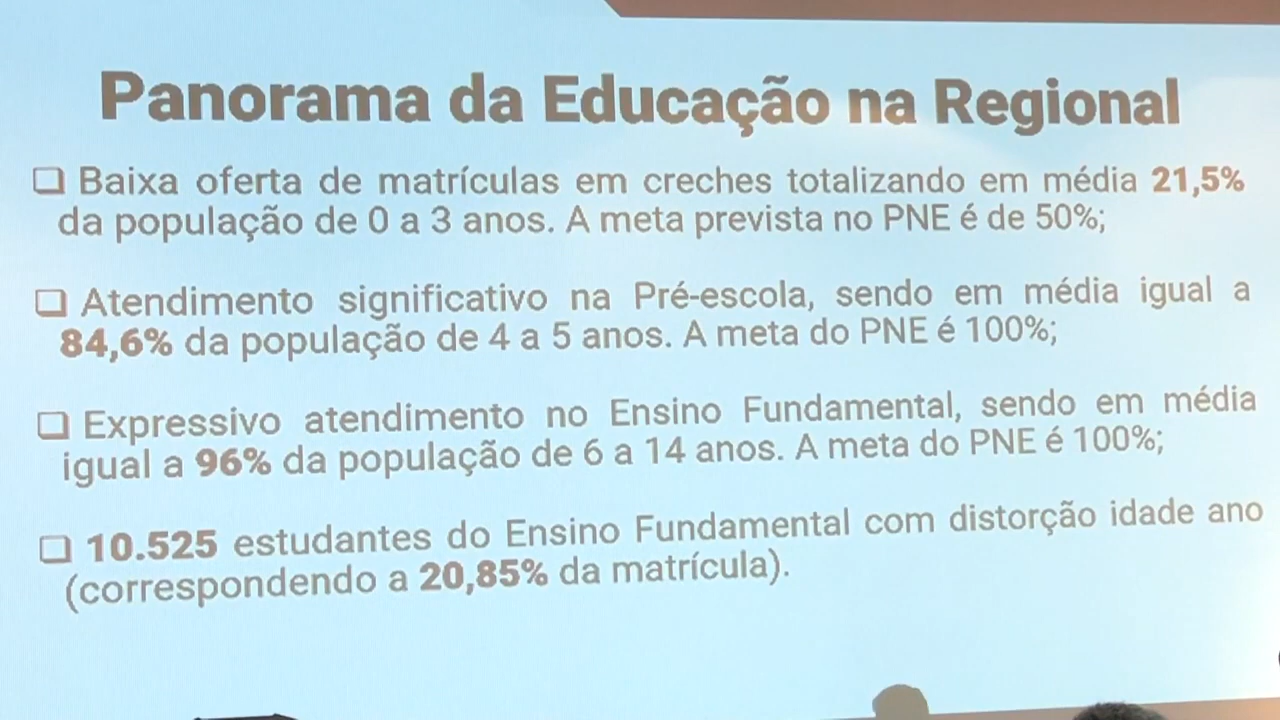 Panorama da Educação na Regional
❑ Baixa oferta de matrículas em creches totalizando em média 21,5%
da população de 0 a 3 anos. A meta prevista no PNE é de 50%;
❑ Atendimento significativo na Pré-escola, sendo em média igual a
84,6% da população de 4 a 5 anos. A meta do PNE é 100%;
❑ Expressivo atendimento no Ensino Fundamental, sendo em média
igual a 96% da população de 6 a 14 anos. A meta do PNE é 100%;
❑ 10.525 estudantes do Ensino Fundamental com distorção idade ano
(correspondendo a 20,85% da matrícula).